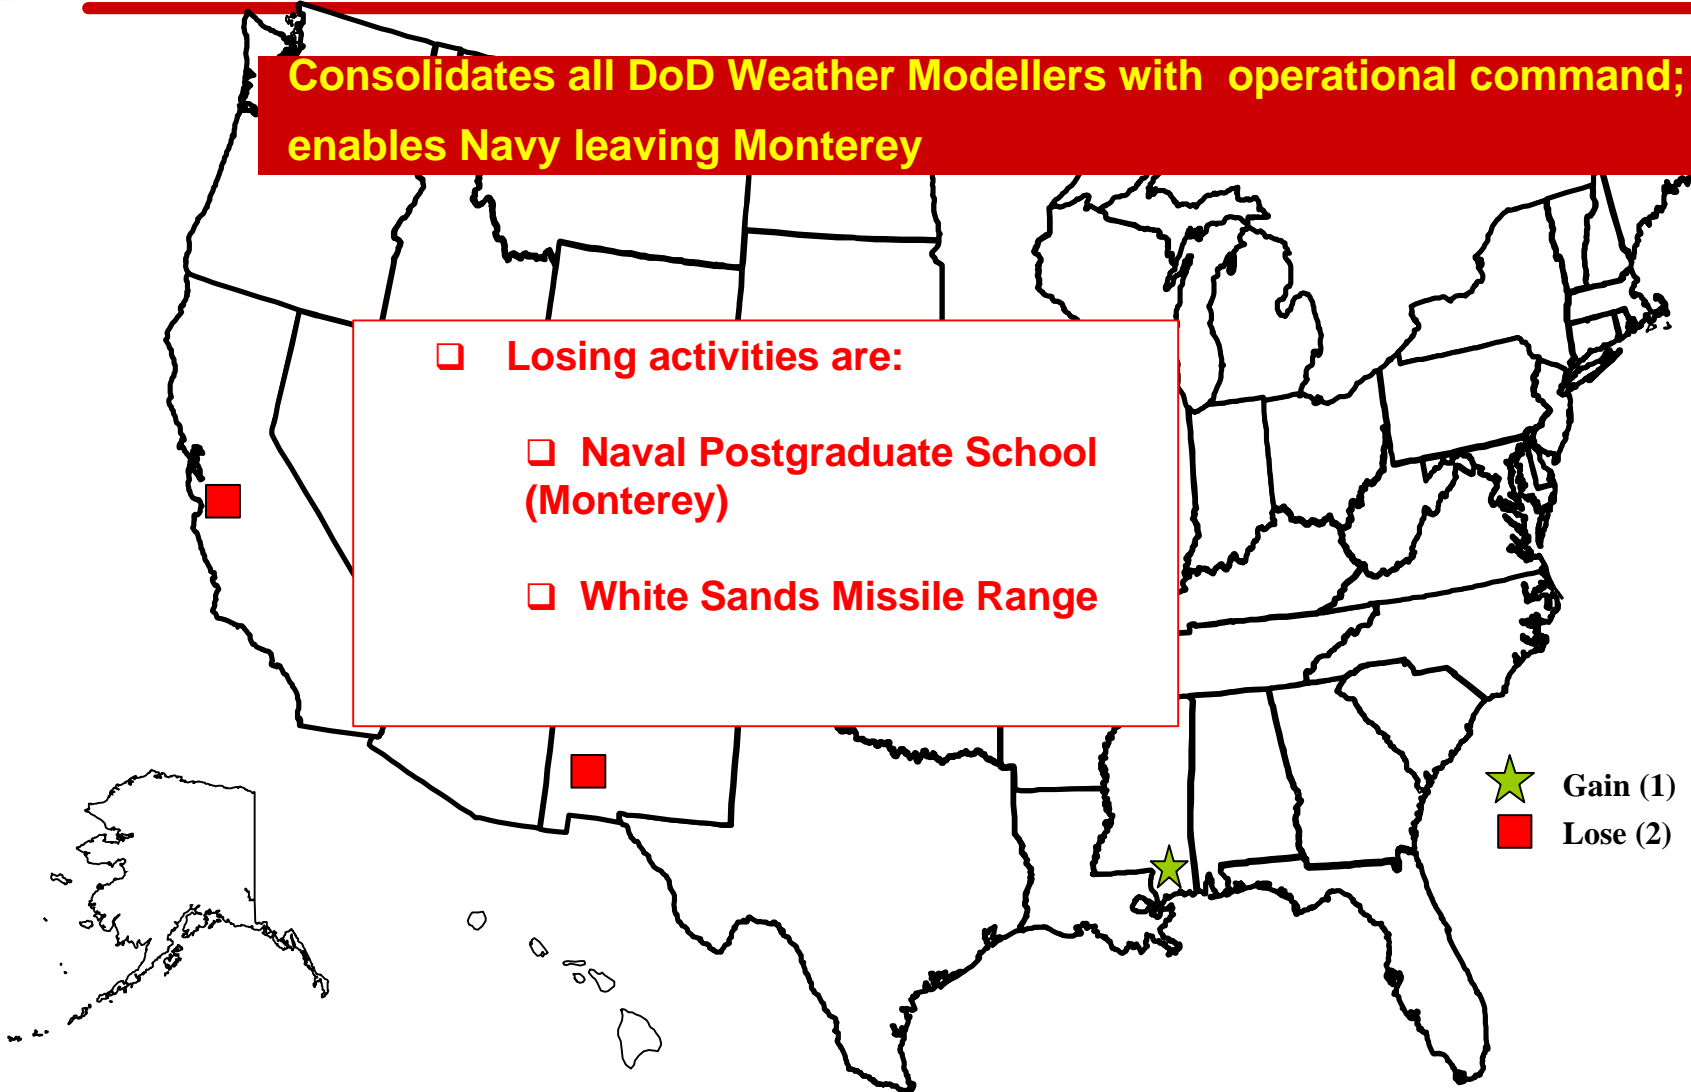 Consolidates all DoD Weather Modellers with operational command;
enables Navy leaving Monterey
❑ Losing activities are:
❑ Naval Postgraduate School
(Monterey)
❑ White Sands Missile Range
Gain (1)
Lose (2)